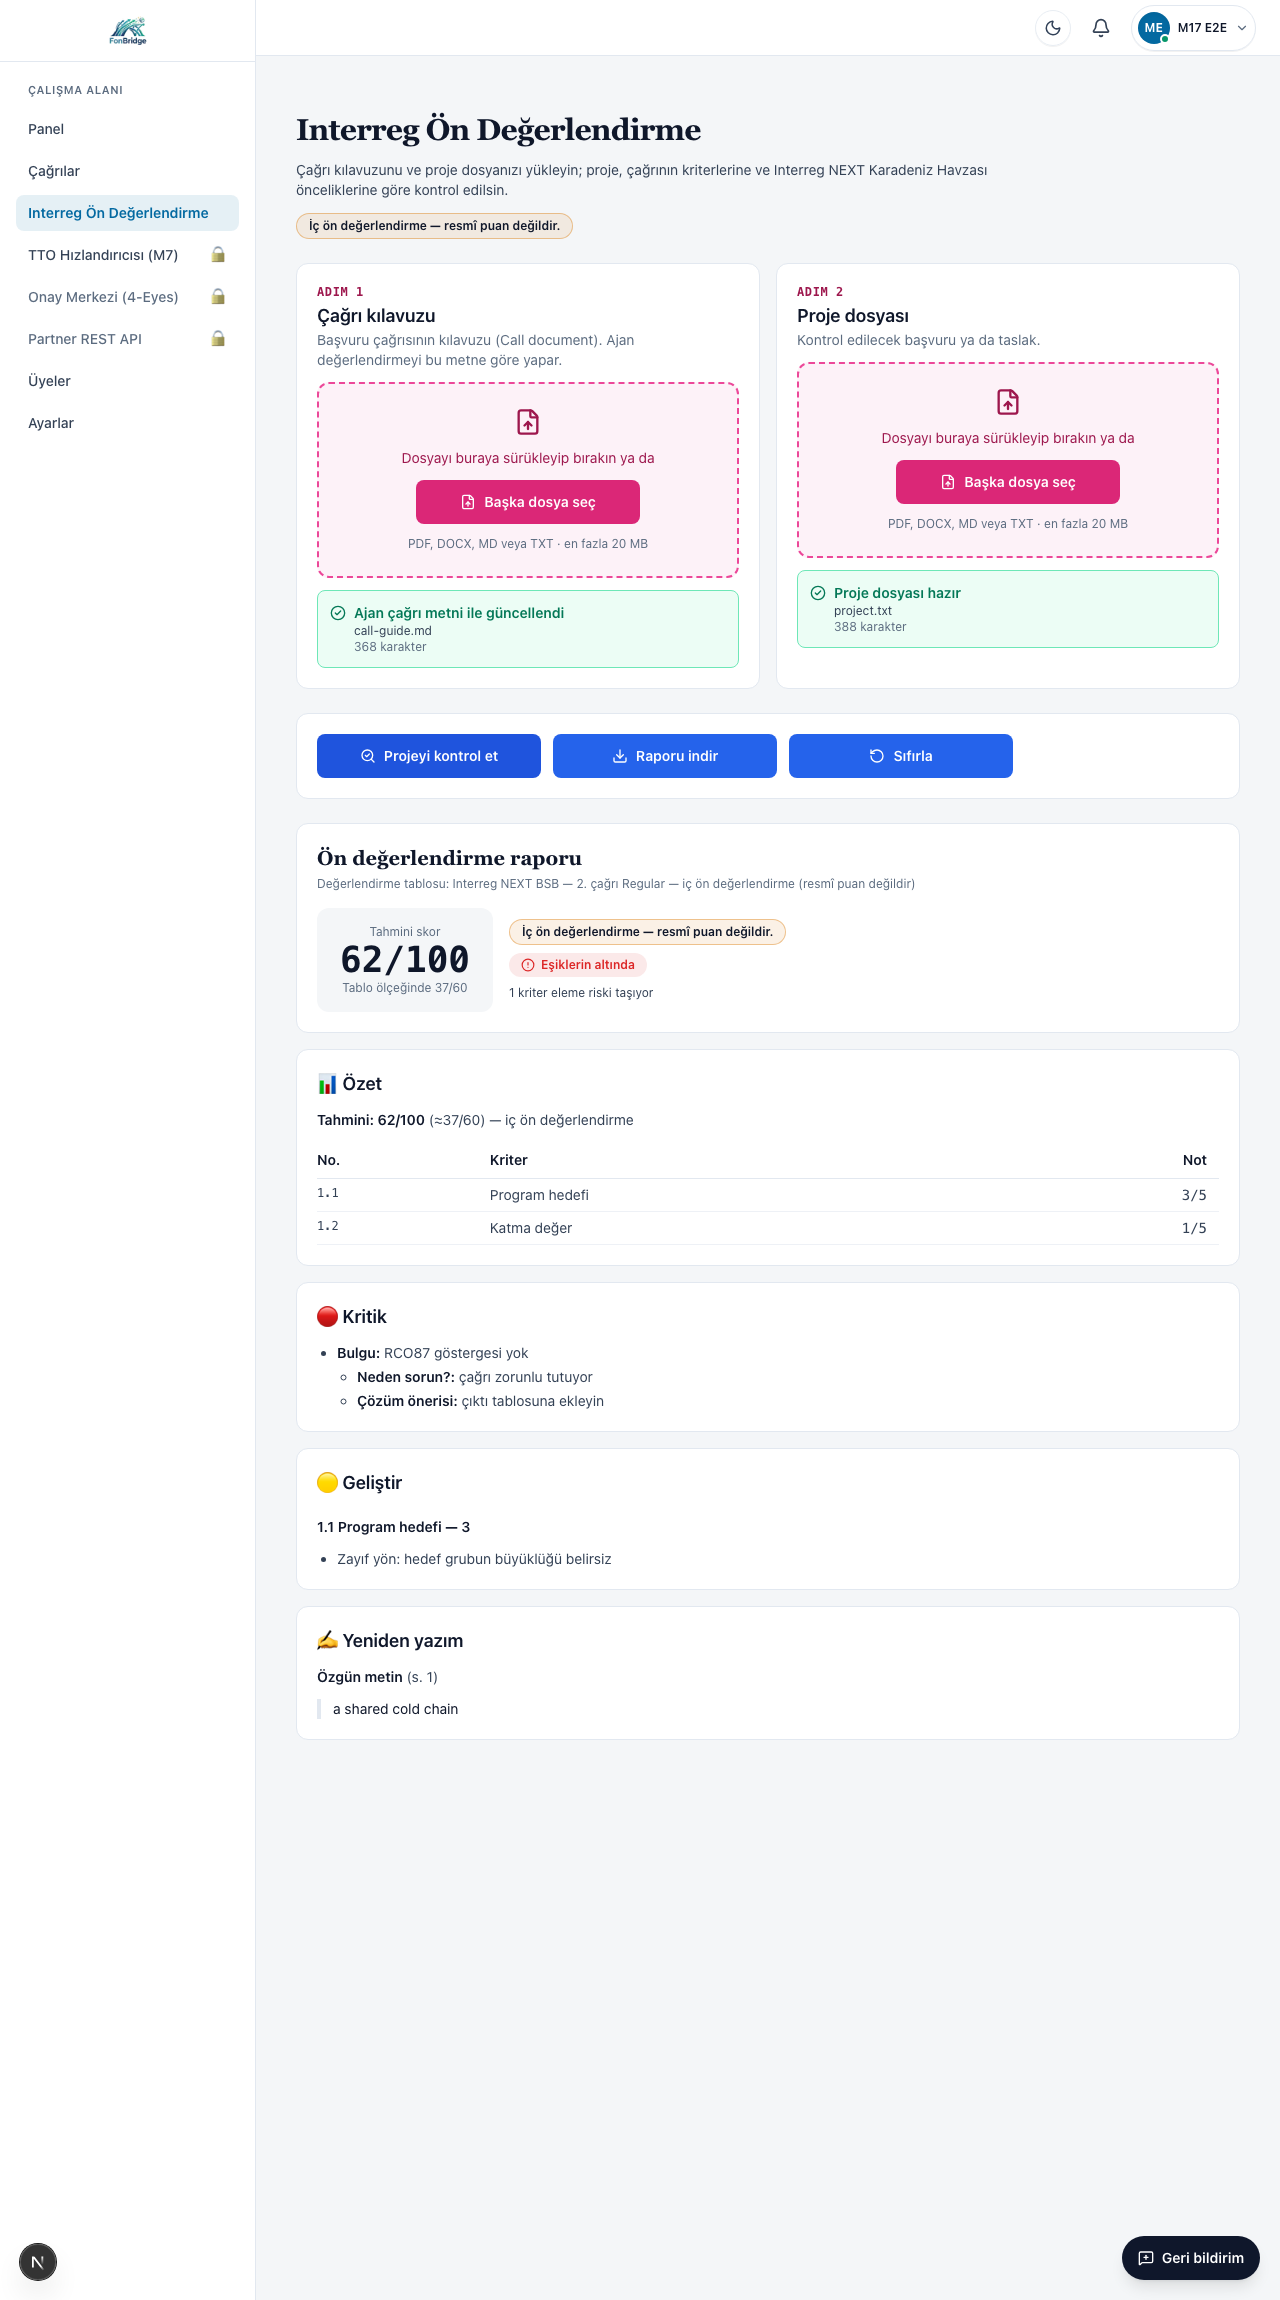 FonBridge
ÇALIŞMA ALANI
Panel
Çağrılar
Interreg Ön Değerlendirme
TTO Hızlandırıcısı (M7)
Onay Merkezi (4-Eyes)
Partner REST API
Üyeler
Ayarlar
ME
M17 E2E
Interreg Ön Değerlendirme
Çağrı kılavuzunu ve proje dosyanızı yükleyin; proje, çağrının kriterlerine ve Interreg NEXT Karadeniz Havzası
önceliklerine göre kontrol edilsin.
İç ön değerlendirme — resmî puan değildir.
ADIM 1
Çağrı kılavuzu
Başvuru çağrısının kılavuzu (Call document). Ajan
değerlendirmeyi bu metne göre yapar.
Dosyayı buraya sürükleyip bırakın ya da
Başka dosya seç
PDF, DOCX, MD veya TXT · en fazla 20 MB
Ajan çağrı metni ile güncellendi
call-guide.md
368 karakter
ADIM 2
Proje dosyası
Kontrol edilecek başvuru ya da taslak.
Dosyayı buraya sürükleyip bırakın ya da
Başka dosya seç
PDF, DOCX, MD veya TXT · en fazla 20 MB
Proje dosyası hazır
project.txt
388 karakter
Projeyi kontrol et
Raporu indir
Sıfırla
Ön değerlendirme raporu
Değerlendirme tablosu: Interreg NEXT BSB — 2. çağrı Regular — iç ön değerlendirme (resmî puan değildir)
Tahmini skor
62/100
Tablo ölçeğinde 37/60
İç ön değerlendirme — resmî puan değildir.
Eşiklerin altında
1 kriter eleme riski taşıyor
📊 Özet
Tahmini: 62/100 (≈37/60) — iç ön değerlendirme
No. Kriter Not
1.1 Program hedefi 3/5
1.2 Katma değer 1/5
🔴 Kritik
• Bulgu: RCO87 göstergesi yok
◦ Neden sorun?: çağrı zorunlu tutuyor
◦ Çözüm önerisi: çıktı tablosuna ekleyin
🟡 Geliştir
1.1 Program hedefi — 3
• Zayıf yön: hedef grubun büyüklüğü belirsiz
✍️ Yeniden yazım
Özgün metin (s. 1)
a shared cold chain
N
Geri bildirim